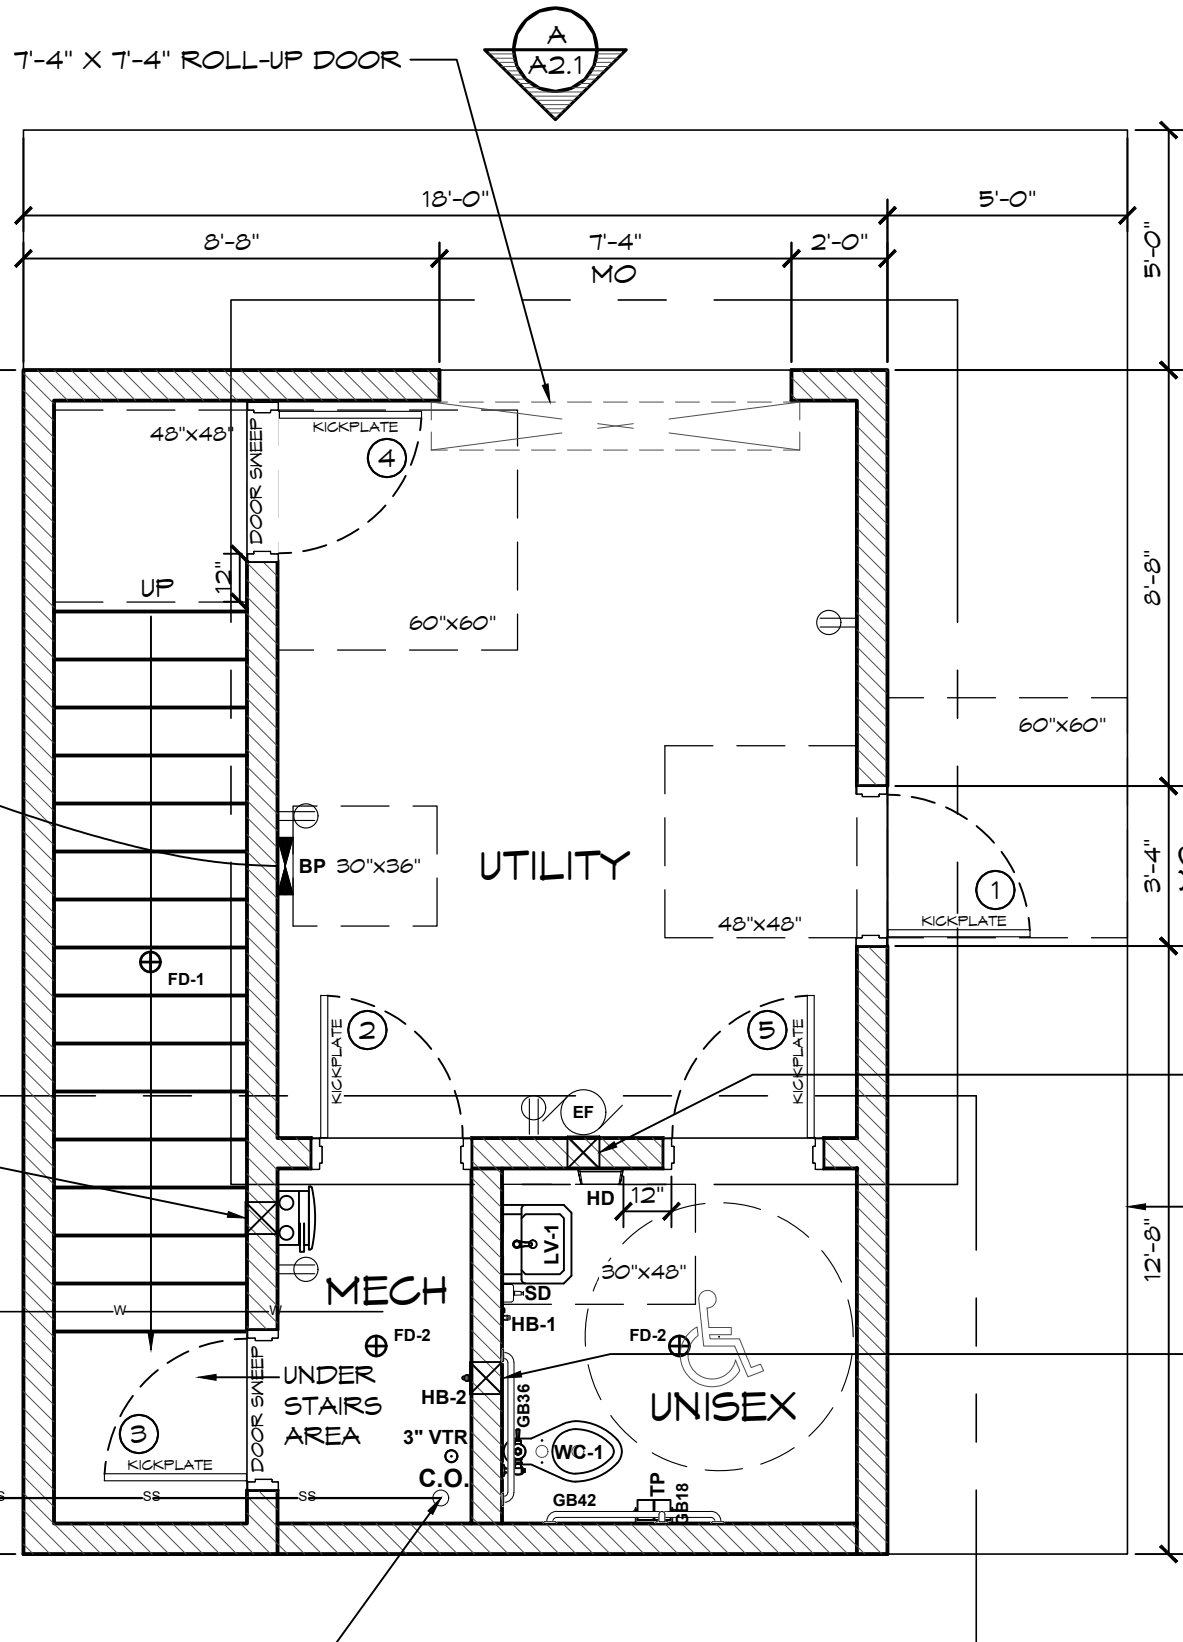 A
A2.1
7'-4" X 7'-4" ROLL-UP DOOR
18'-0"
5'-0"
8'-8"
7'-4"
MO
2'-0"
5'-0"
48"x48"
DOOR SWEEP
KICKPLATE
4
12"
UP
60"x60"
8'-8"
60"x60"
BP
30"x36"
UTILITY
48"x48"
3'-4"
1
KICKPLATE
FD-1
2
KICKPLATE
5
KICKPLATE
EF
HD
12"
LV-1
30"x48"
12'-8"
MECH
SD
HB-1
W
W
FD-2
FD-2
UNDER
STAIRS
AREA
DOOR SWEEP
3
KICKPLATE
HB-2
GB36
UNISEX
3" VTR
C.O.
WC-1
GB42
TP
GB18
SS
SS